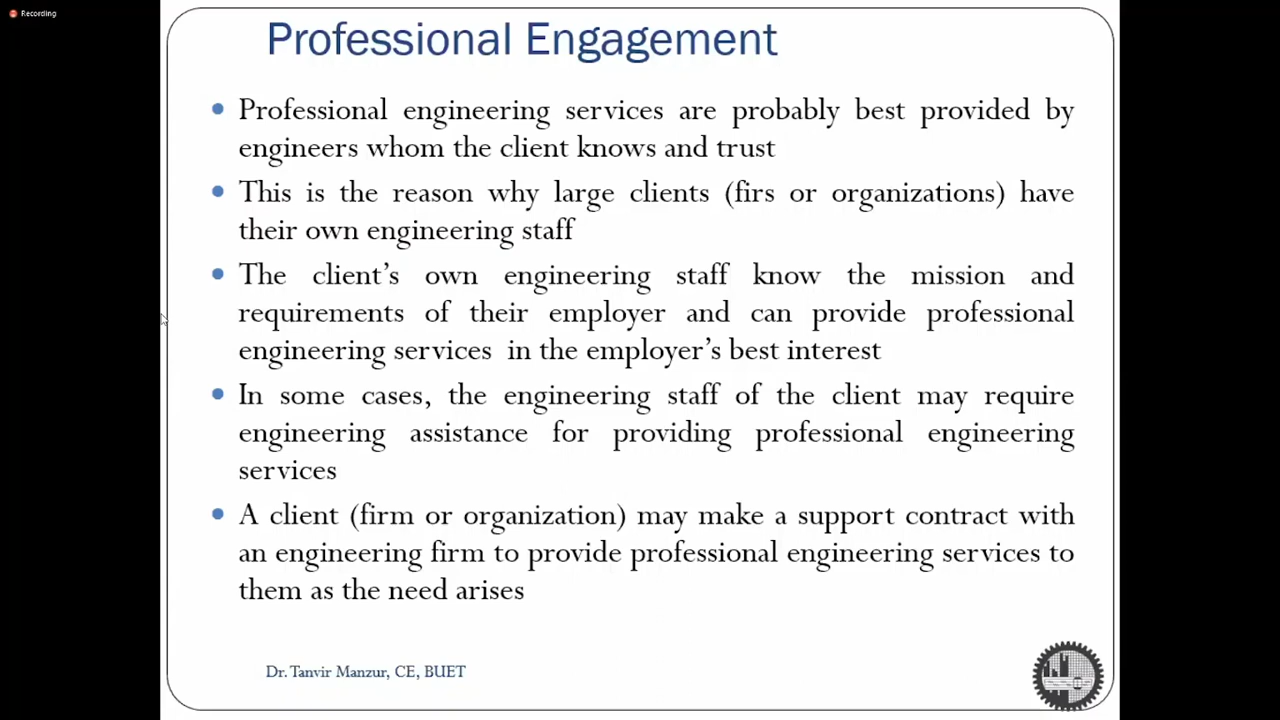 Recording
Professional Engagement
• Professional engineering services are probably best provided by
engineers whom the client knows and trust
• This is the reason why large clients (firs or organizations) have
their own engineering staff
• The client's own engineering staff know the mission and
requirements of their employer and can provide professional
engineering services in the employer's best interest
• In some cases, the engineering staff of the client may require
engineering assistance for providing professional engineering
services
• A client (firm or organization) may make a support contract with
an engineering firm to provide professional engineering services to
them as the need arises
Dr. Tanvir Manzur, CE, BUET